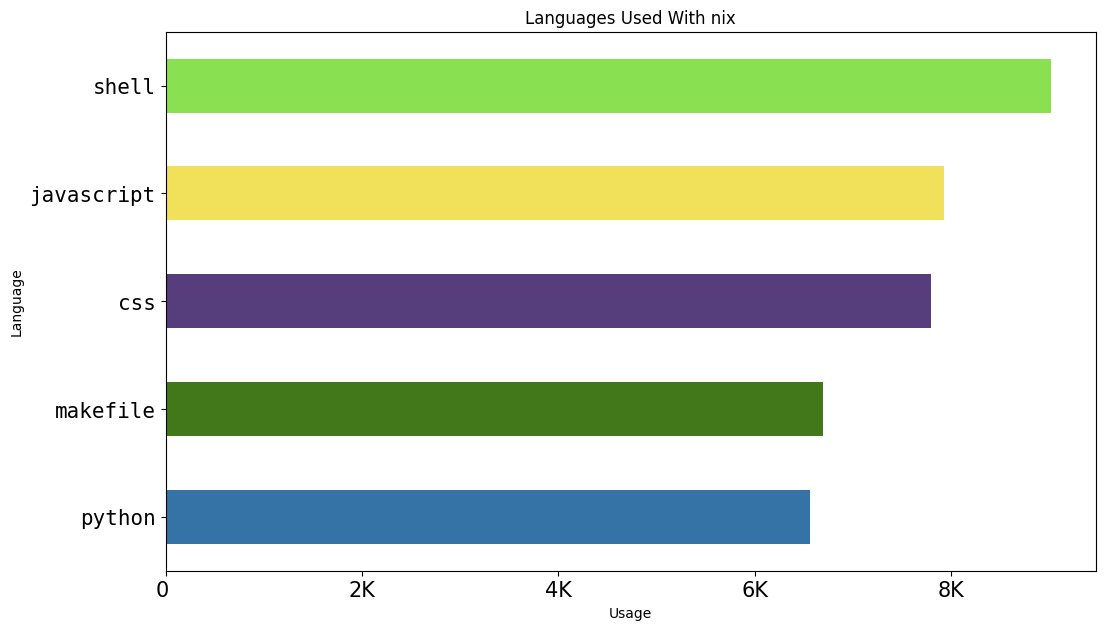 Languages Used With nix
Language
shell
javascript
css
makefile
python
0 2K 4K 6K 8K
Usage